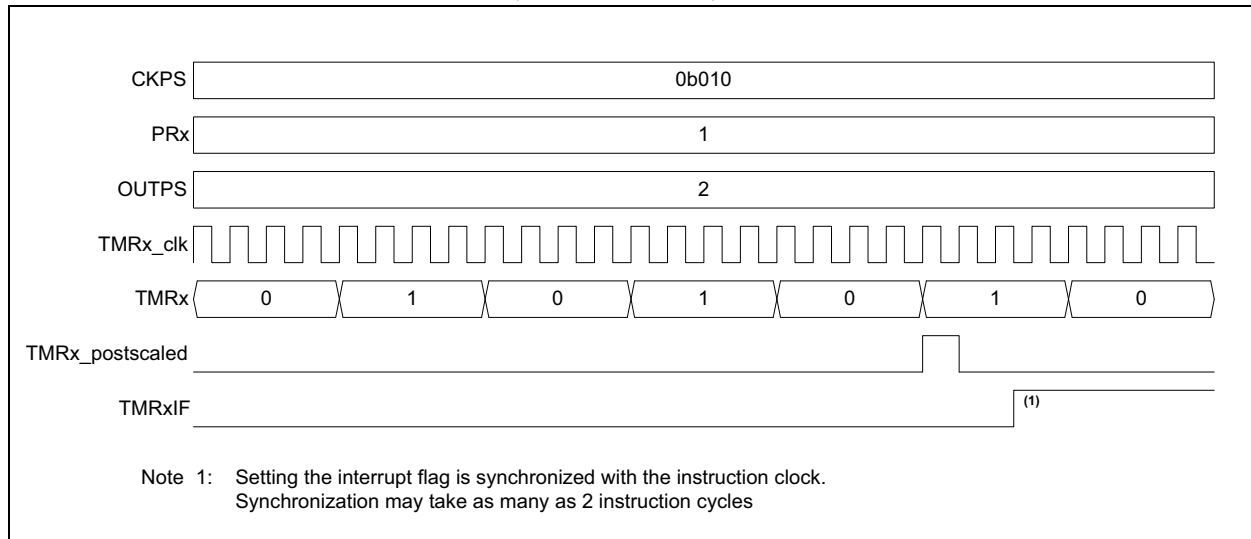 CKPS 0b010
PRx 1
OUTPS 2
TMRx_clk
TMRx 0 1 0 1 0 1 0
TMRx_postscaled
TMRxIF (1)
Note 1: Setting the interrupt flag is synchronized with the instruction clock.
Synchronization may take as many as 2 instruction cycles